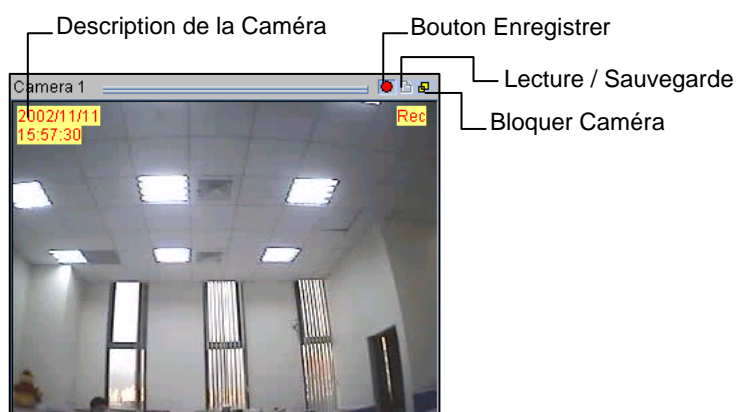 Description de la Caméra
Bouton Enregistrer
Lecture / Sauvegarde
Bloquer Caméra
Camera 1
2002/11/11
15:57:30
Rec